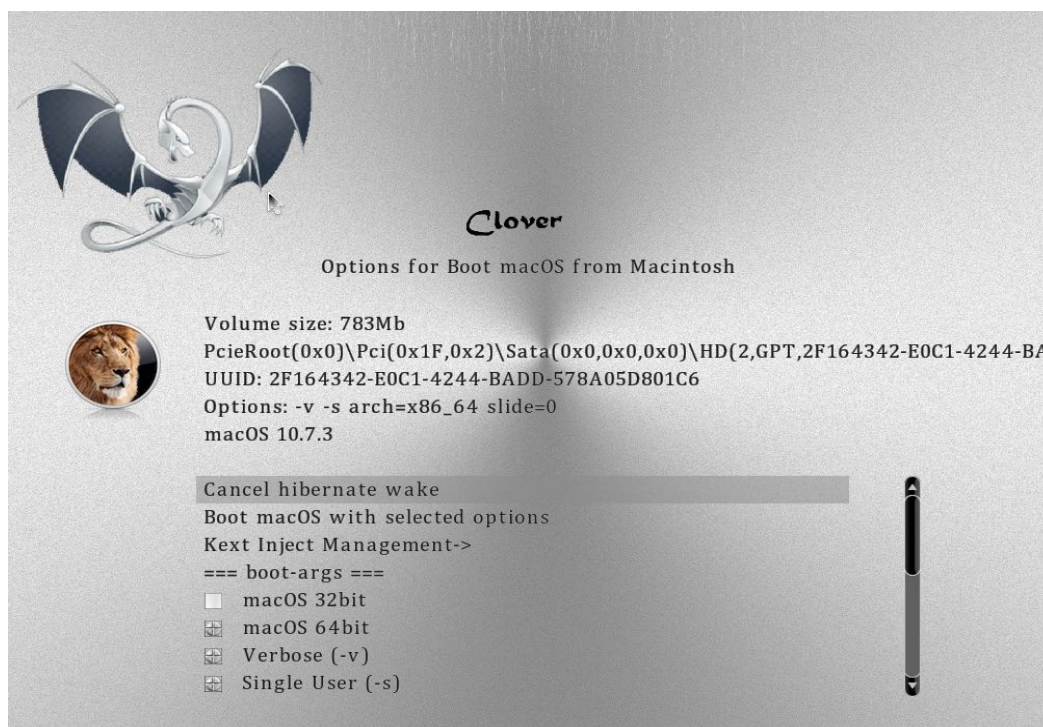 Clover
Options for Boot macOS from Macintosh
Volume size: 783Mb
PcieRoot(0x0)\Pci(0x1F,0x2)\Sata(0x0,0x0,0x0)\HD(2,GPT,2F164342-E0C1-4244-BA
UUID: 2F164342-E0C1-4244-BADD-578A05D801C6
Options: -v -s arch=x86_64 slide=0
macOS 10.7.3
Cancel hibernate wake
Boot macOS with selected options
Kext Inject Management->
=== boot-args ===
macOS 32bit
macOS 64bit
Verbose (-v)
Single User (-s)